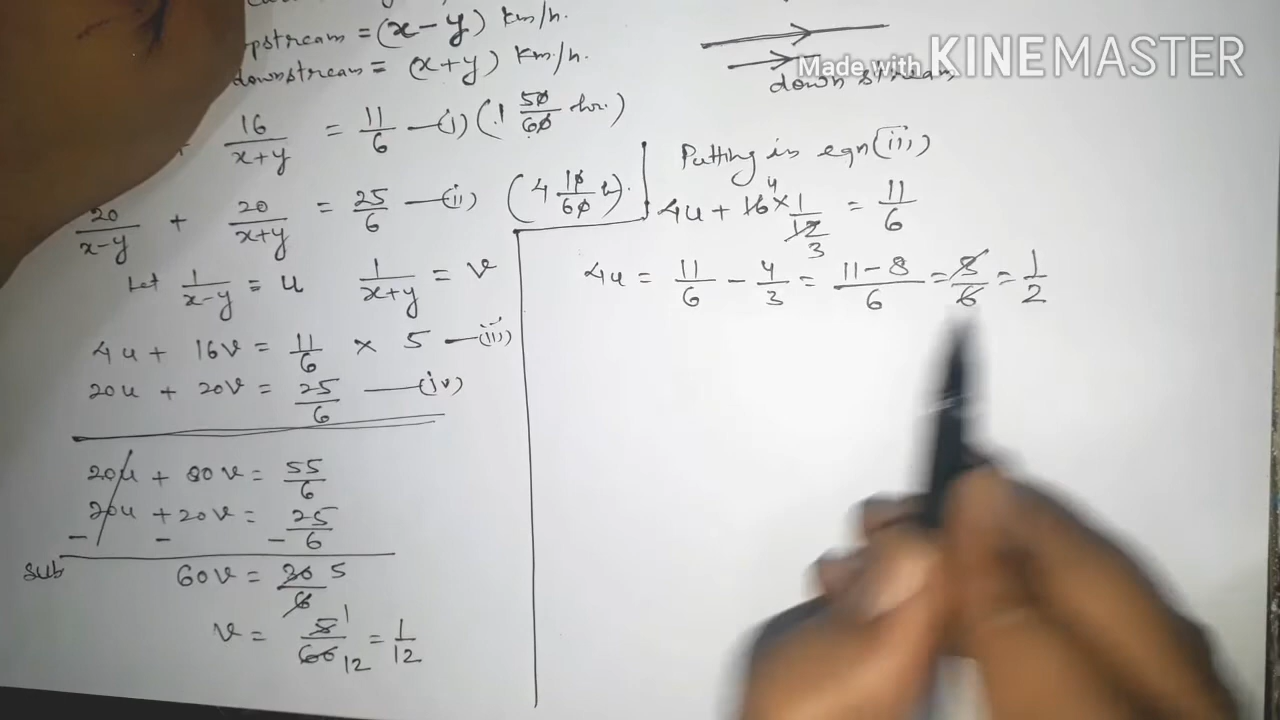 upstream = (x-y) km/h.
downstream = (x+y) km/h.
+ 16/(x+y) = 11/6 —(i) (1 50/60 hr.)
20/(x-y) + 20/(x+y) = 25/6 —(ii) (4 10/60 h).
Let 1/(x-y) = u 1/(x+y) = v
4u + 16v = 11/6 × 5 —(iii)
20u + 20v = 25/6 —(iv)
20u + 80v = 55/6
20u + 20v = 25/6
- - -
Sub 60v = 30/6 5
v = 5/60 1 12 = 1/12
down stream
Made with KINEMASTER
Putting in eqn(iii)
4u + 16 4 × 1/12 3 = 11/6
4u = 11/6 - 4/3 = (11-8)/6 = 3/6 = 1/2